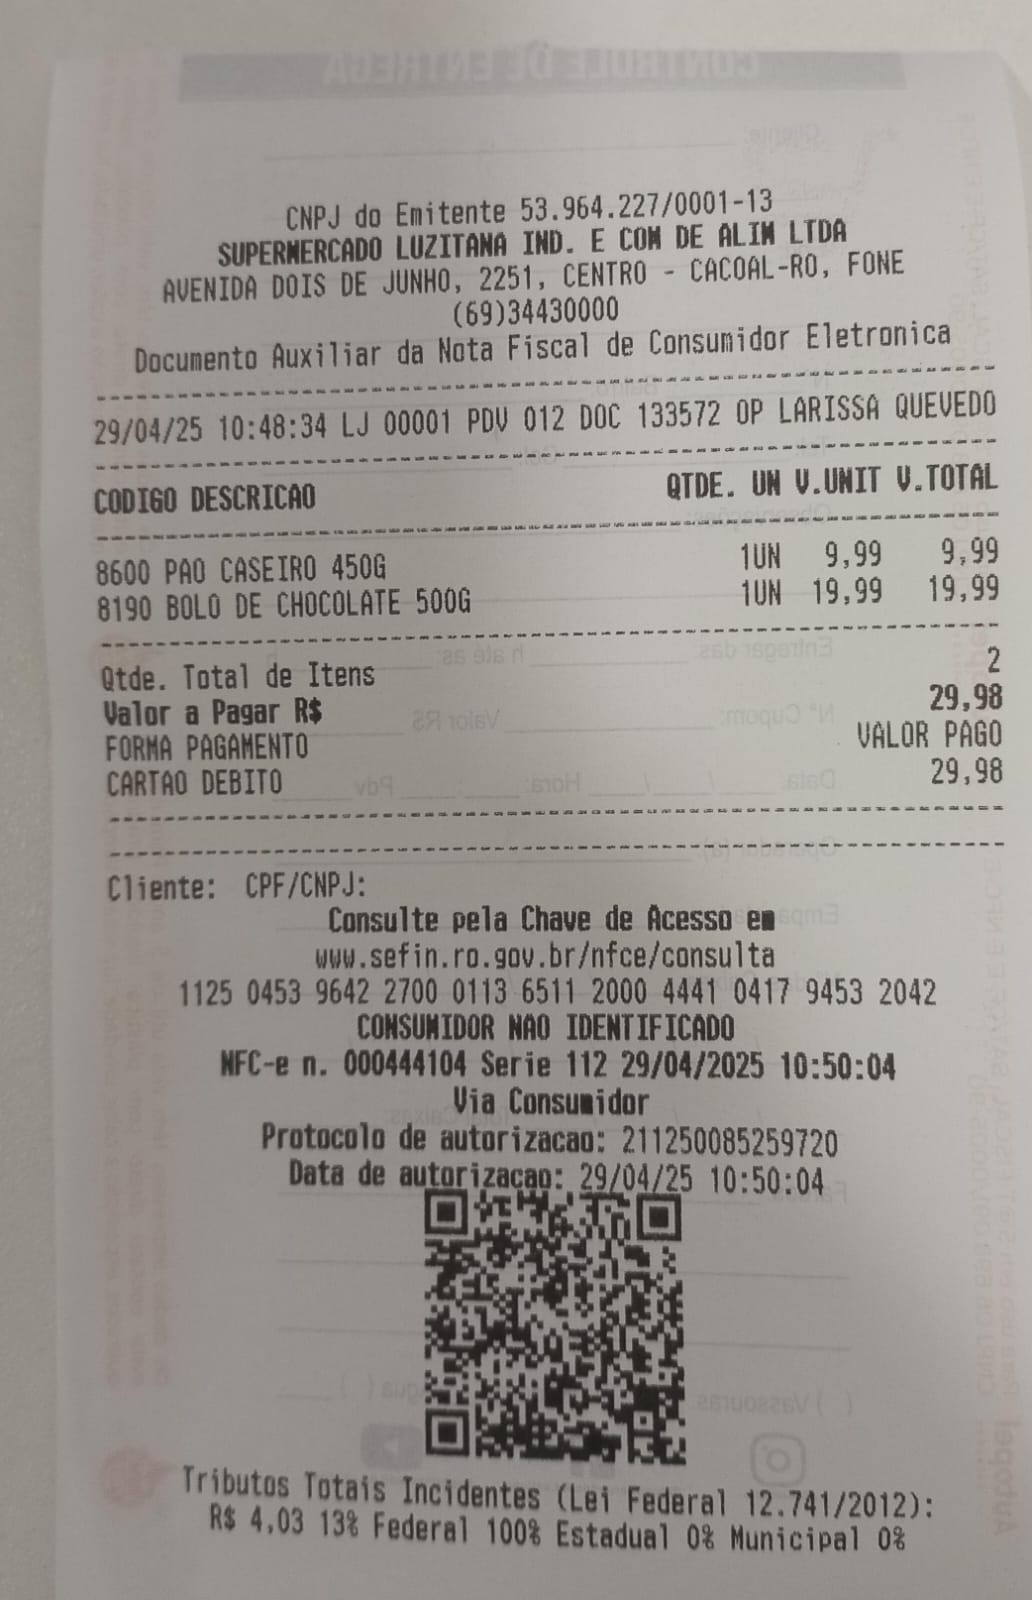 CNPJ do Emitente 53.964.227/0001-13
SUPERMERCADO LUZITANA IND. E COM DE ALIM LTDA
AVENIDA DOIS DE JUNHO, 2251, CENTRO - CACOAL-RO, FONE
(69)34430000
Documento Auxiliar da Nota Fiscal de Consumidor Eletronica
29/04/25 10:48:34 LJ 00001 PDV 012 DOC 133572 OP LARISSA QUEVEDO
CODIGO DESCRICAO QTDE. UN V.UNIT V.TOTAL
8600 PAO CASEIRO 450G 1UN 9,99 9,99
8190 BOLO DE CHOCOLATE 500G 1UN 19,99 19,99
Qtde. Total de Itens 2
Valor a Pagar R$ 29,98
FORMA PAGAMENTO VALOR PAGO
CARTAO DEBITO 29,98
Cliente: CPF/CNPJ:
Consulte pela Chave de Acesso em
www.sefin.ro.gov.br/nfce/consulta
1125 0453 9642 2700 0113 6511 2000 4441 0417 9453 2042
CONSUMIDOR NAO IDENTIFICADO
NFC-e n. 000444104 Serie 112 29/04/2025 10:50:04
Via Consumidor
Protocolo de autorizacao: 211250085259720
Data de autorizacao: 29/04/25 10:50:04
Tributos Totais Incidentes (Lei Federal 12.741/2012):
R$ 4,03 13% Federal 100% Estadual 0% Municipal 0%